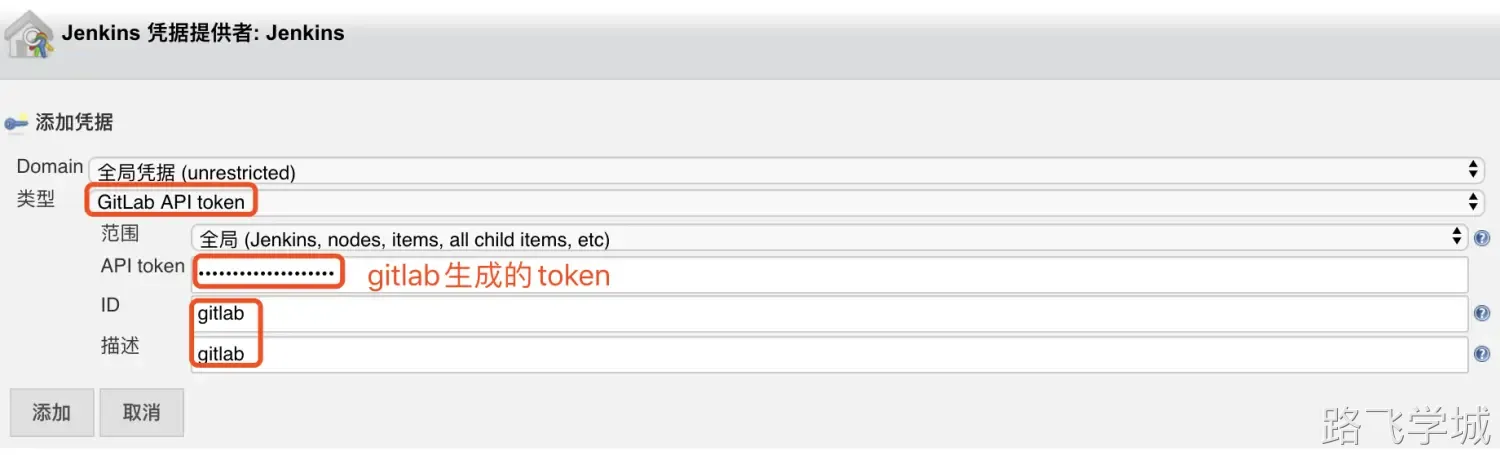 Jenkins 凭据提供者: Jenkins
添加凭据
Domain 全局凭据 (unrestricted)
类型 GitLab API token
范围 全局 (Jenkins, nodes, items, all child items, etc)
API token •••••••••••••••••••• gitlab生成的token
ID gitlab
描述 gitlab
添加 取消
路飞学城